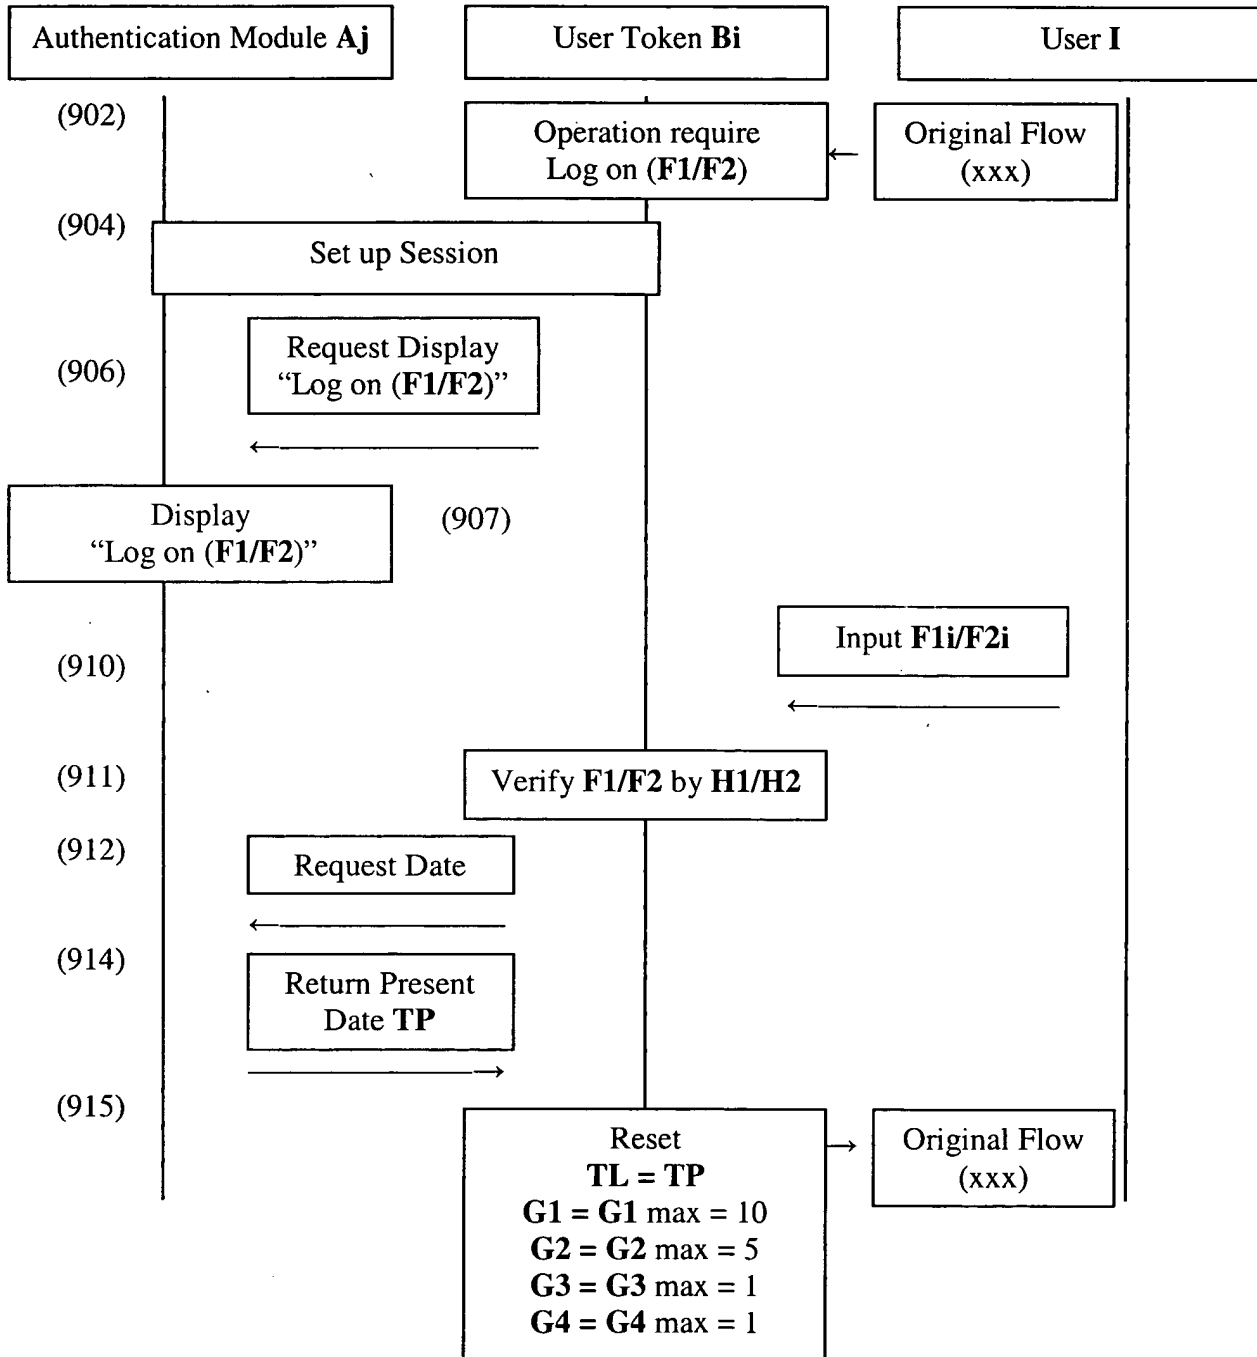 Authentication Module Aj
User Token Bi
User I
(902)
Operation require
Log on (F1/F2)
Original Flow
(xxx)
(904)
Set up Session
(906)
Request Display
“Log on (F1/F2)”
Display
“Log on (F1/F2)”
(907)
(910)
Input F1i/F2i
(911)
Verify F1/F2 by H1/H2
(912)
Request Date
(914)
Return Present
Date TP
(915)
Reset
TL = TP
G1 = G1 max = 10
G2 = G2 max = 5
G3 = G3 max = 1
G4 = G4 max = 1
Original Flow
(xxx)